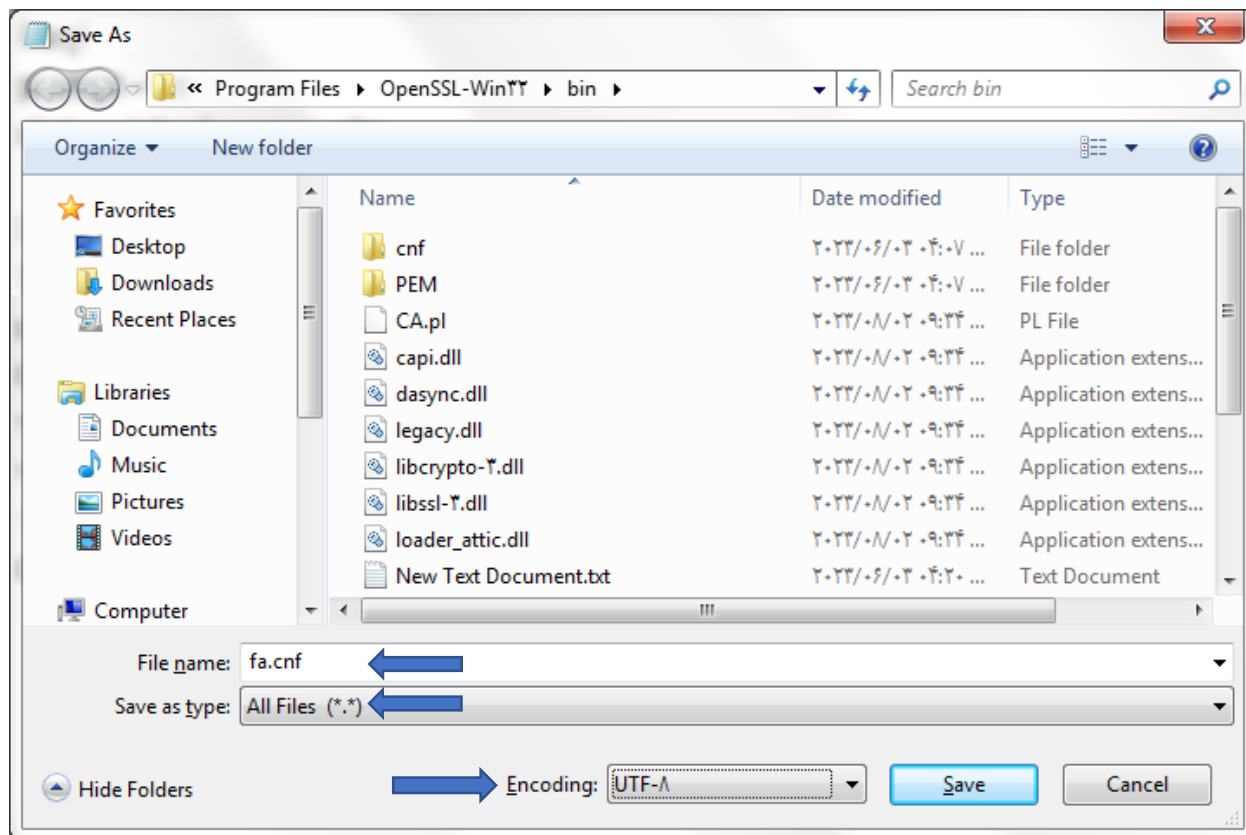 Save As
« Program Files ▸ OpenSSL-Win۳۲ ▸ bin ▸ Search bin
Organize New folder
Name Date modified Type
Favorites
Desktop
Downloads
Recent Places
Libraries
Documents
Music
Pictures
Videos
Computer
cnf ۲۰۲۳/۰۶/۰۳ ۰۴:۰۷ ... File folder
PEM ۲۰۲۳/۰۶/۰۳ ۰۴:۰۷ ... File folder
CA.pl ۲۰۲۳/۰۸/۰۲ ۰۹:۳۴ ... PL File
capi.dll ۲۰۲۳/۰۸/۰۲ ۰۹:۳۴ ... Application extens...
dasync.dll ۲۰۲۳/۰۸/۰۲ ۰۹:۳۴ ... Application extens...
legacy.dll ۲۰۲۳/۰۸/۰۲ ۰۹:۳۴ ... Application extens...
libcrypto-۳.dll ۲۰۲۳/۰۸/۰۲ ۰۹:۳۴ ... Application extens...
libssl-۳.dll ۲۰۲۳/۰۸/۰۲ ۰۹:۳۴ ... Application extens...
loader_attic.dll ۲۰۲۳/۰۸/۰۲ ۰۹:۳۴ ... Application extens...
New Text Document.txt ۲۰۲۳/۰۶/۰۳ ۰۴:۲۰ ... Text Document
File name: fa.cnf
Save as type: All Files (*.*)
Hide Folders Encoding: UTF-۸ Save Cancel